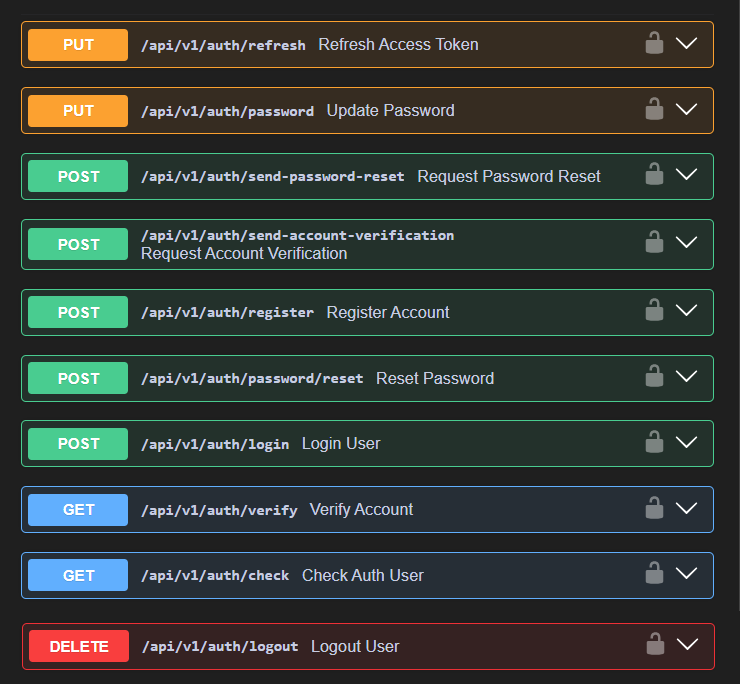 PUT /api/v1/auth/refresh Refresh Access Token
PUT /api/v1/auth/password Update Password
POST /api/v1/auth/send-password-reset Request Password Reset
POST /api/v1/auth/send-account-verification
Request Account Verification
POST /api/v1/auth/register Register Account
POST /api/v1/auth/password/reset Reset Password
POST /api/v1/auth/login Login User
GET /api/v1/auth/verify Verify Account
GET /api/v1/auth/check Check Auth User
DELETE /api/v1/auth/logout Logout User